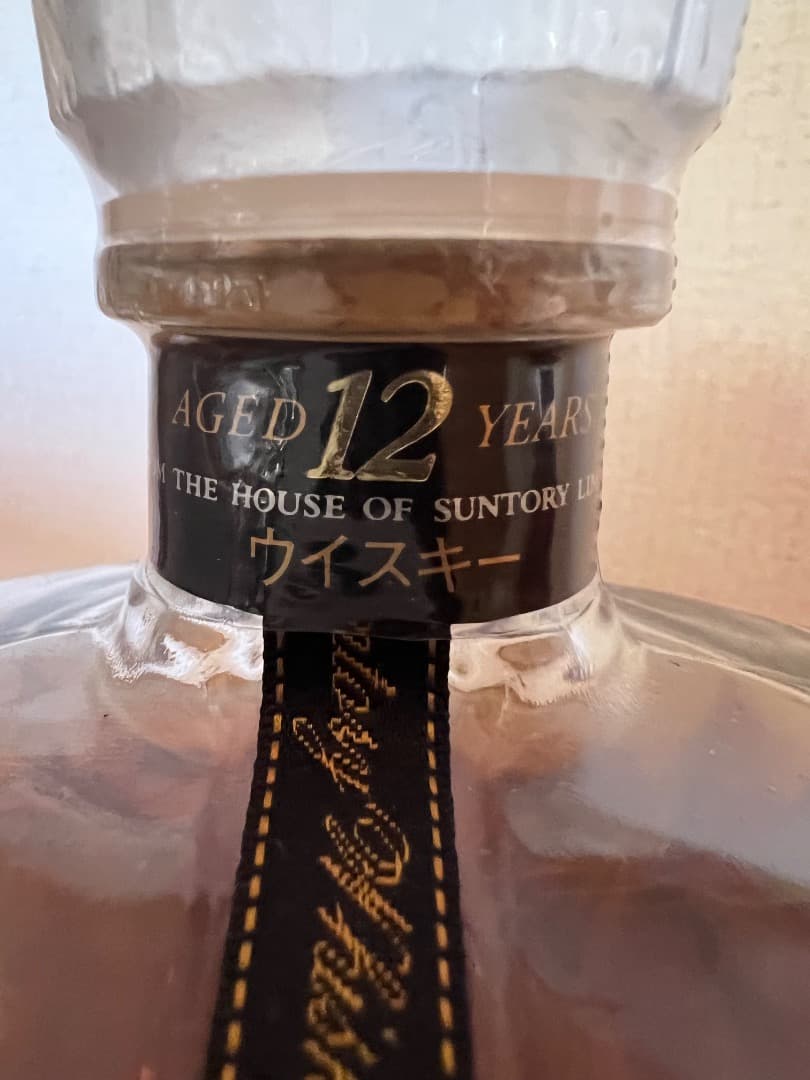 AGED 12 YEARS
THE HOUSE OF SUNTORY
ウイスキー